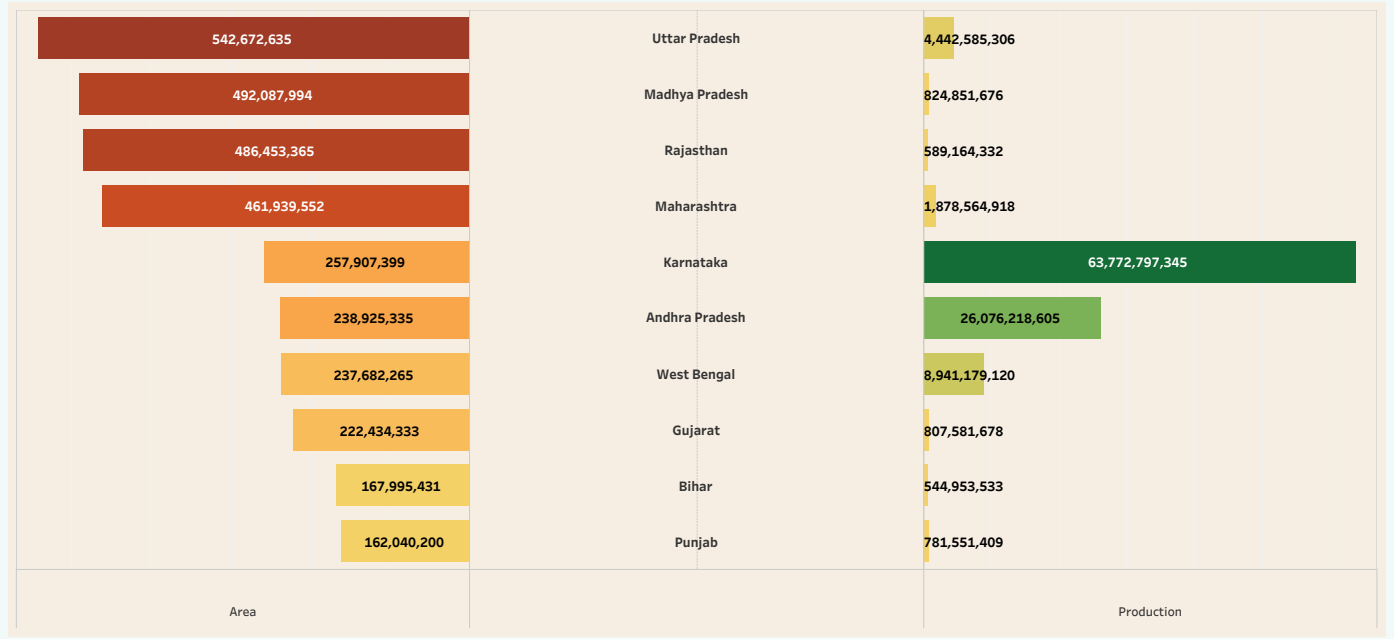 542,672,635 Uttar Pradesh 4,442,585,306
492,087,994 Madhya Pradesh 824,851,676
486,453,365 Rajasthan 589,164,332
461,939,552 Maharashtra 1,878,564,918
257,907,399 Karnataka 63,772,797,345
238,925,335 Andhra Pradesh 26,076,218,605
237,682,265 West Bengal 8,941,179,120
222,434,333 Gujarat 807,581,678
167,995,431 Bihar 544,953,533
162,040,200 Punjab 781,551,409
Area Production